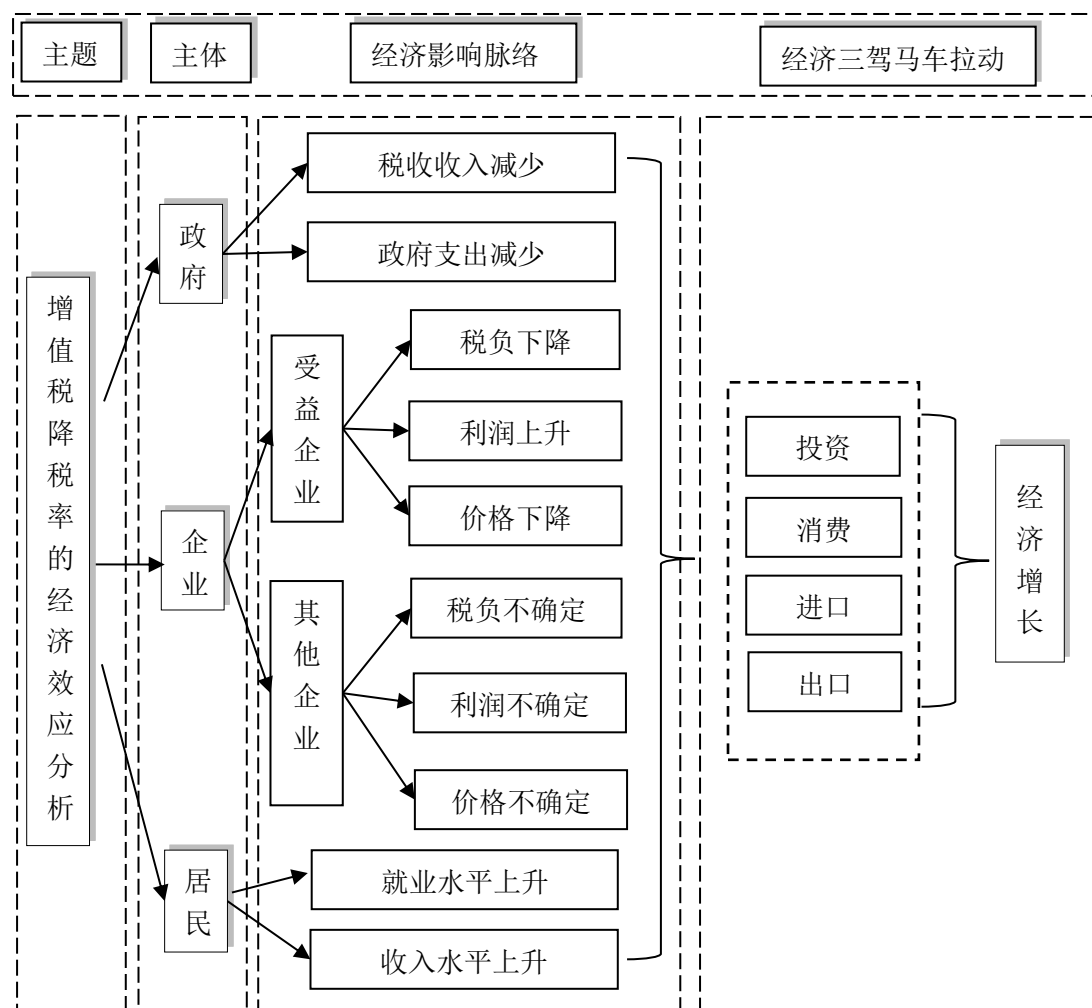 主题
主体
经济影响脉络
经济三驾马车拉动
增值税降税率的经济效应分析
政府
税收收入减少
政府支出减少
企业
受益企业
税负下降
利润上升
价格下降
其他企业
税负不确定
利润不确定
价格不确定
居民
就业水平上升
收入水平上升
投资
消费
进口
出口
经济增长